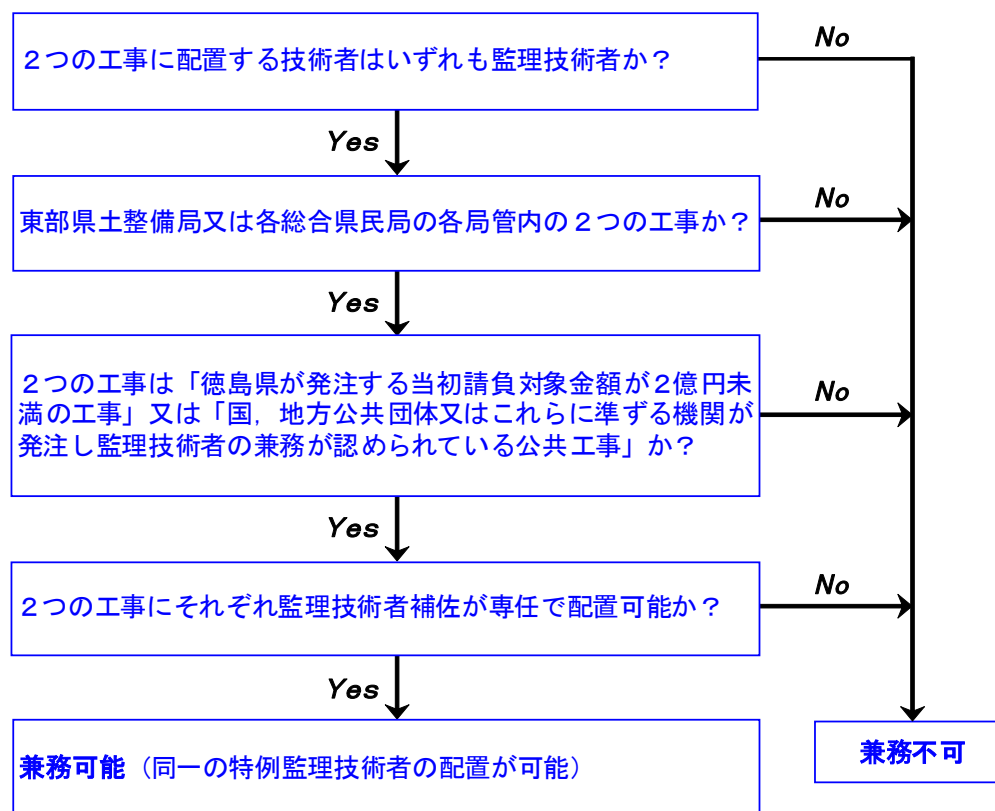 ２つの工事に配置する技術者はいずれも監理技術者か？
No
Yes
東部県土整備局又は各総合県民局の各局管内の２つの工事か？
No
Yes
２つの工事は「徳島県が発注する当初請負対象金額が２億円未
満の工事」又は「国，地方公共団体又はこれらに準ずる機関が
発注し監理技術者の兼務が認められている公共工事」か？
No
Yes
２つの工事にそれぞれ監理技術者補佐が専任で配置可能か？
No
Yes
兼務可能（同一の特例監理技術者の配置が可能）
兼務不可